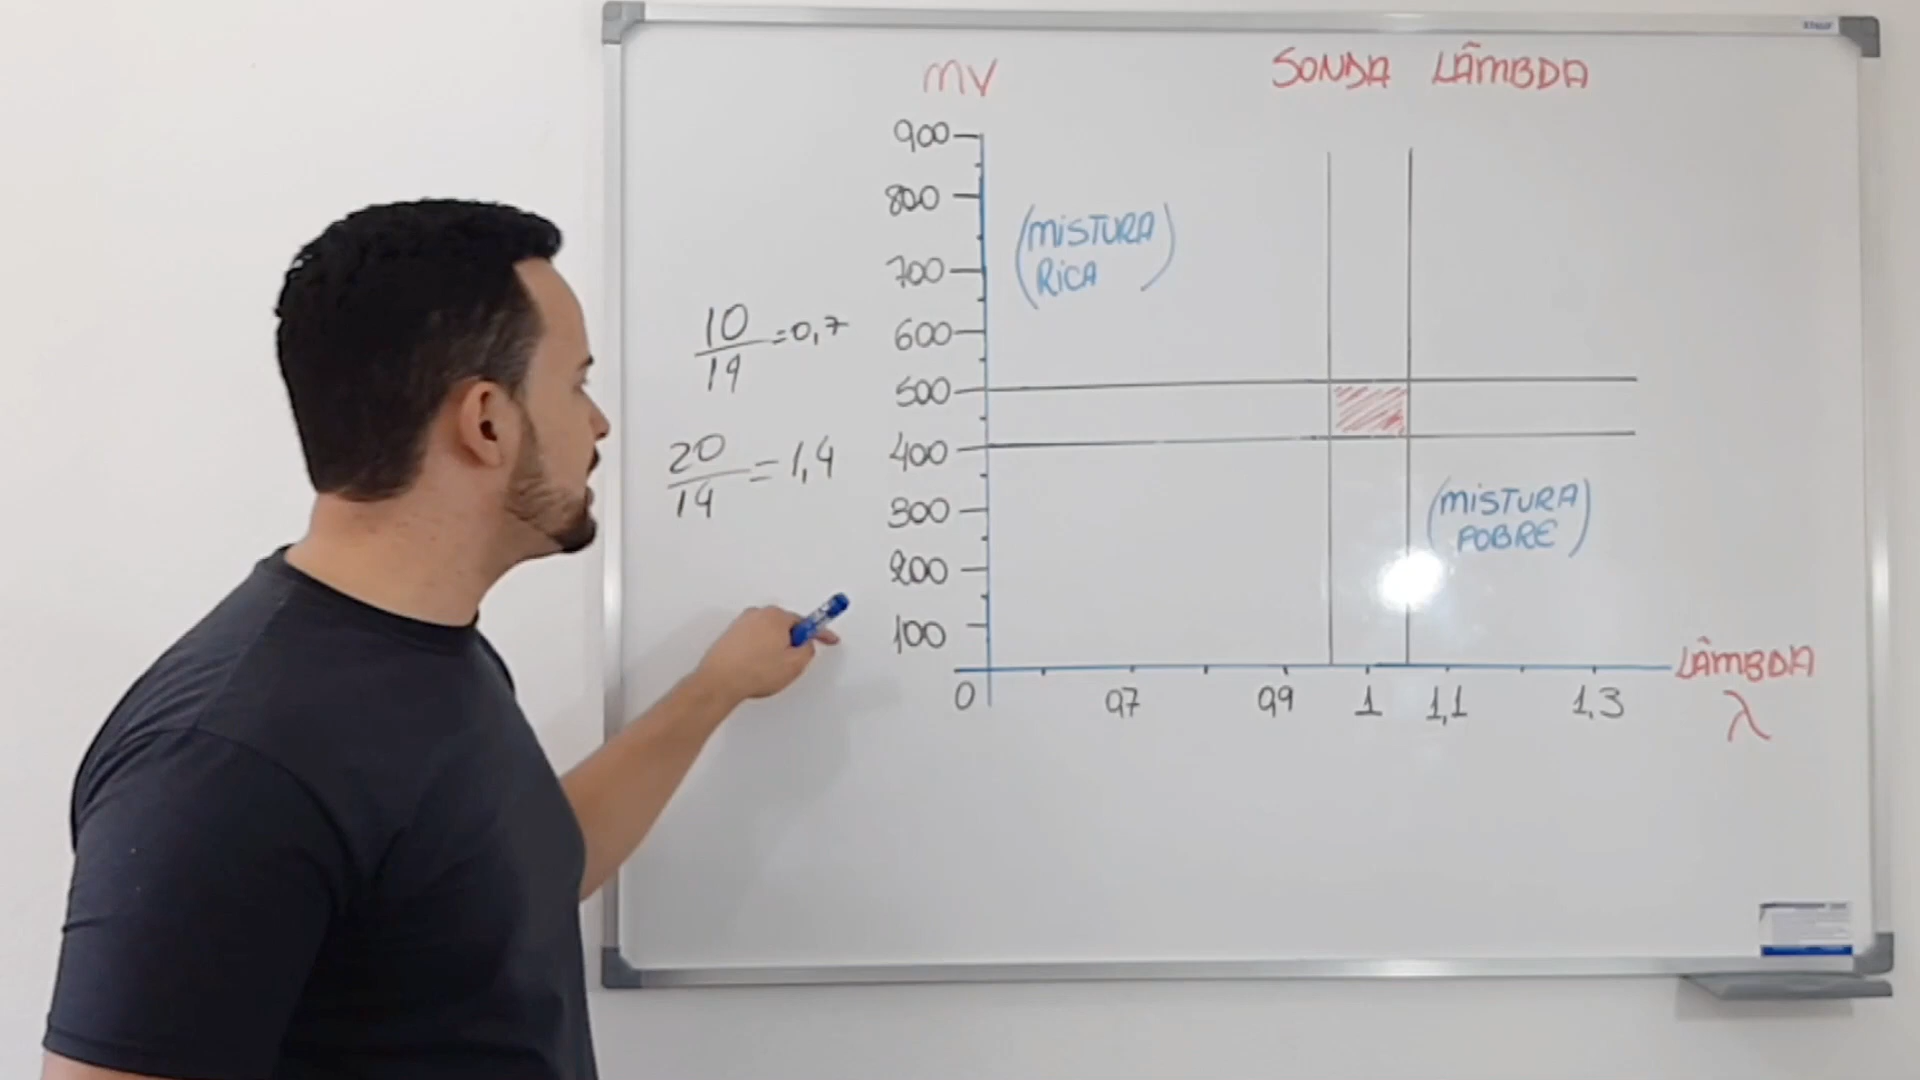 MV
SONDA LÂMBDA
900
800
700
600
500
400
300
200
100
(MISTURA
RICA)
10/14 =0,7
20/14 = 1,4
(MISTURA
POBRE)
0 0,7 0,9 1 1,1 1,3
LÂMBDA
λ